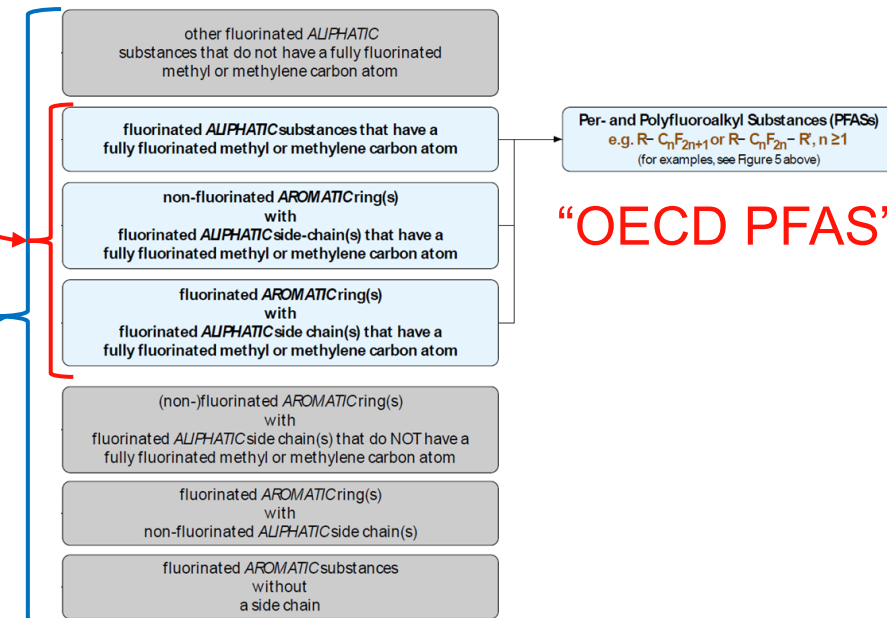 other fluorinated ALIPHATIC
substances that do not have a fully fluorinated
methyl or methylene carbon atom
fluorinated ALIPHATIC substances that have a
fully fluorinated methyl or methylene carbon atom
non-fluorinated AROMATIC ring(s)
with
fluorinated ALIPHATIC side-chain(s) that have a
fully fluorinated methyl or methylene carbon atom
fluorinated AROMATIC ring(s)
with
fluorinated ALIPHATIC side chain(s) that have a
fully fluorinated methyl or methylene carbon atom
(non-)fluorinated AROMATIC ring(s)
with
fluorinated ALIPHATIC side chain(s) that do NOT have a
fully fluorinated methyl or methylene carbon atom
fluorinated AROMATIC ring(s)
with
non-fluorinated ALIPHATIC side chain(s)
fluorinated AROMATIC substances
without
a side chain
Per- and Polyfluoroalkyl Substances (PFASs)
e.g. R– CnF2n+1 or R– CnF2n– R', n ≥1
(for examples, see Figure 5 above)
“OECD PFAS”